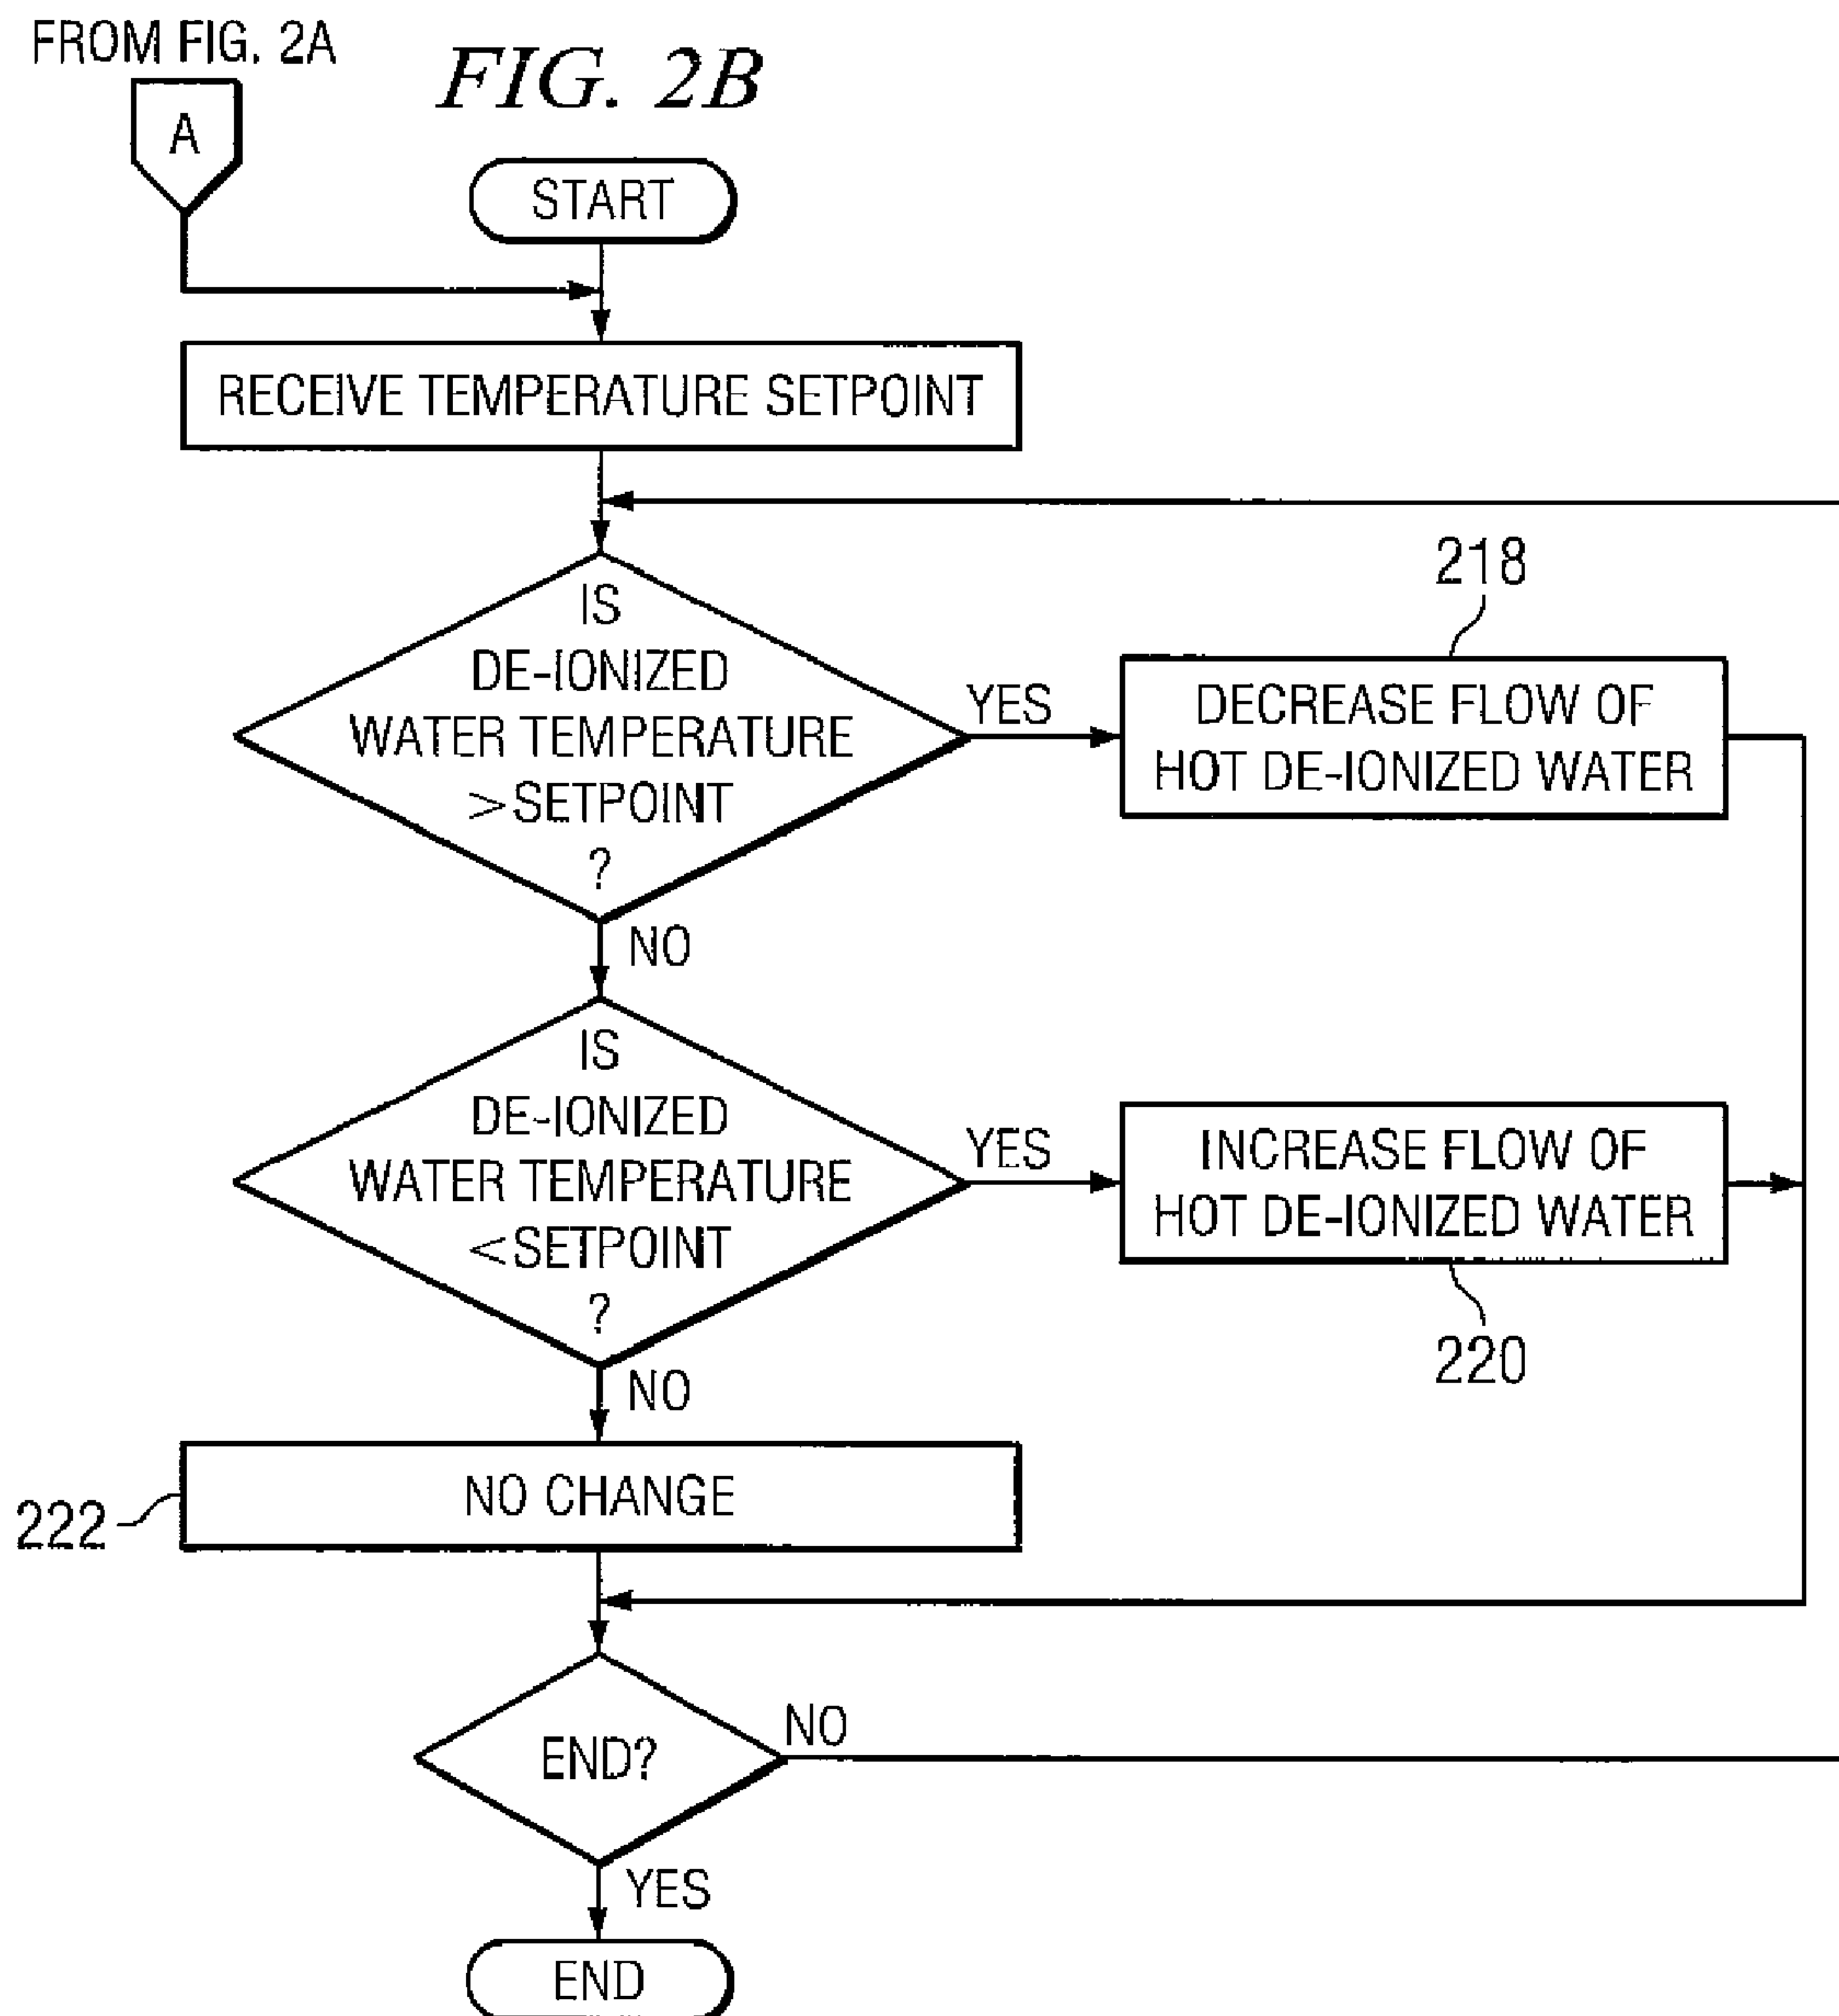 FROM FIG. 2A
FIG. 2B
A
START
RECEIVE TEMPERATURE SETPOINT
IS
DE-IONIZED
WATER TEMPERATURE
>SETPOINT
?
YES
218
DECREASE FLOW OF
HOT DE-IONIZED WATER
NO
IS
DE-IONIZED
WATER TEMPERATURE
<SETPOINT
?
YES
INCREASE FLOW OF
HOT DE-IONIZED WATER
220
NO
222
NO CHANGE
END?
NO
YES
END